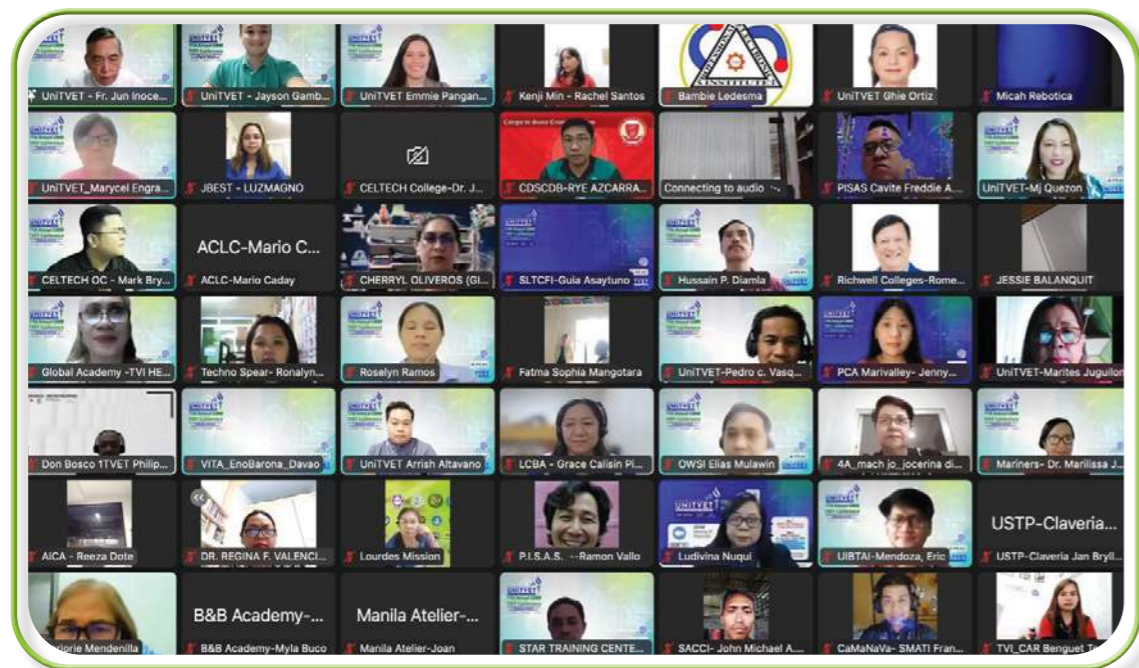 UniTVET - Fr. Jun Inoce...
UniTVET - Jayson Gamb...
UniTVET Emmie Pangan...
Kenji Min - Rachel Santos
Bambie Ledesma
UniTVET Ghie Ortiz
Micah Rebotica
UniTVET_Marycel Engra...
JBEST - LUZMAGNO
CELTECH College-Dr. J...
CDSCOB-RYE AZCARRA...
Connecting to audio
PISAS Cavite Freddie A...
UniTVET-Mj Quezon
CELTECH OC - Mark Bry...
ACLC-Mario C...
ACLC-Mario Caday
CHERRYL OLIVEROS (GI...
SLTCFI-Guia Asaytuno
Hussain P. Diamla
Richwell Colleges-Rome...
JESSIE BALANQUIT
Global Academy -TVI HE...
Techno Spear- Ronalyn...
Roselyn Ramos
Fatma Sophia Mangotara
UniTVET-Pedro c. Vasq...
PCA Marivalley- Jenny...
UniTVET-Marites Juguilon
Don Bosco 1TVET Philip...
VITA_EnoBarona_Davao
UniTVET Arrish Altavano
LCBA - Grace Calisin Pi...
OWSI Elias Mulawin
4A_mach jo_jocerina di...
Mariners- Dr. Marilissa J...
AICA - Reeza Dote
DR. REGINA F. VALENCI...
Lourdes Mission
P.I.S.A.S. --Ramon Vallo
UNITVET
Ludivina Nuqui
UIBTAI-Mendoza, Eric
USTP-Claveria...
USTP-Claveria Jan Bryll...
Mendenilla
B&B Academy-...
B&B Academy-Myla Buco
Manila Atelier-...
Manila Atelier-Joan
STAR TRAINING CENTE...
SACCI- John Michael A...
CaMaNaVa- SMATI Fran...
TVI_CAR Benguet T